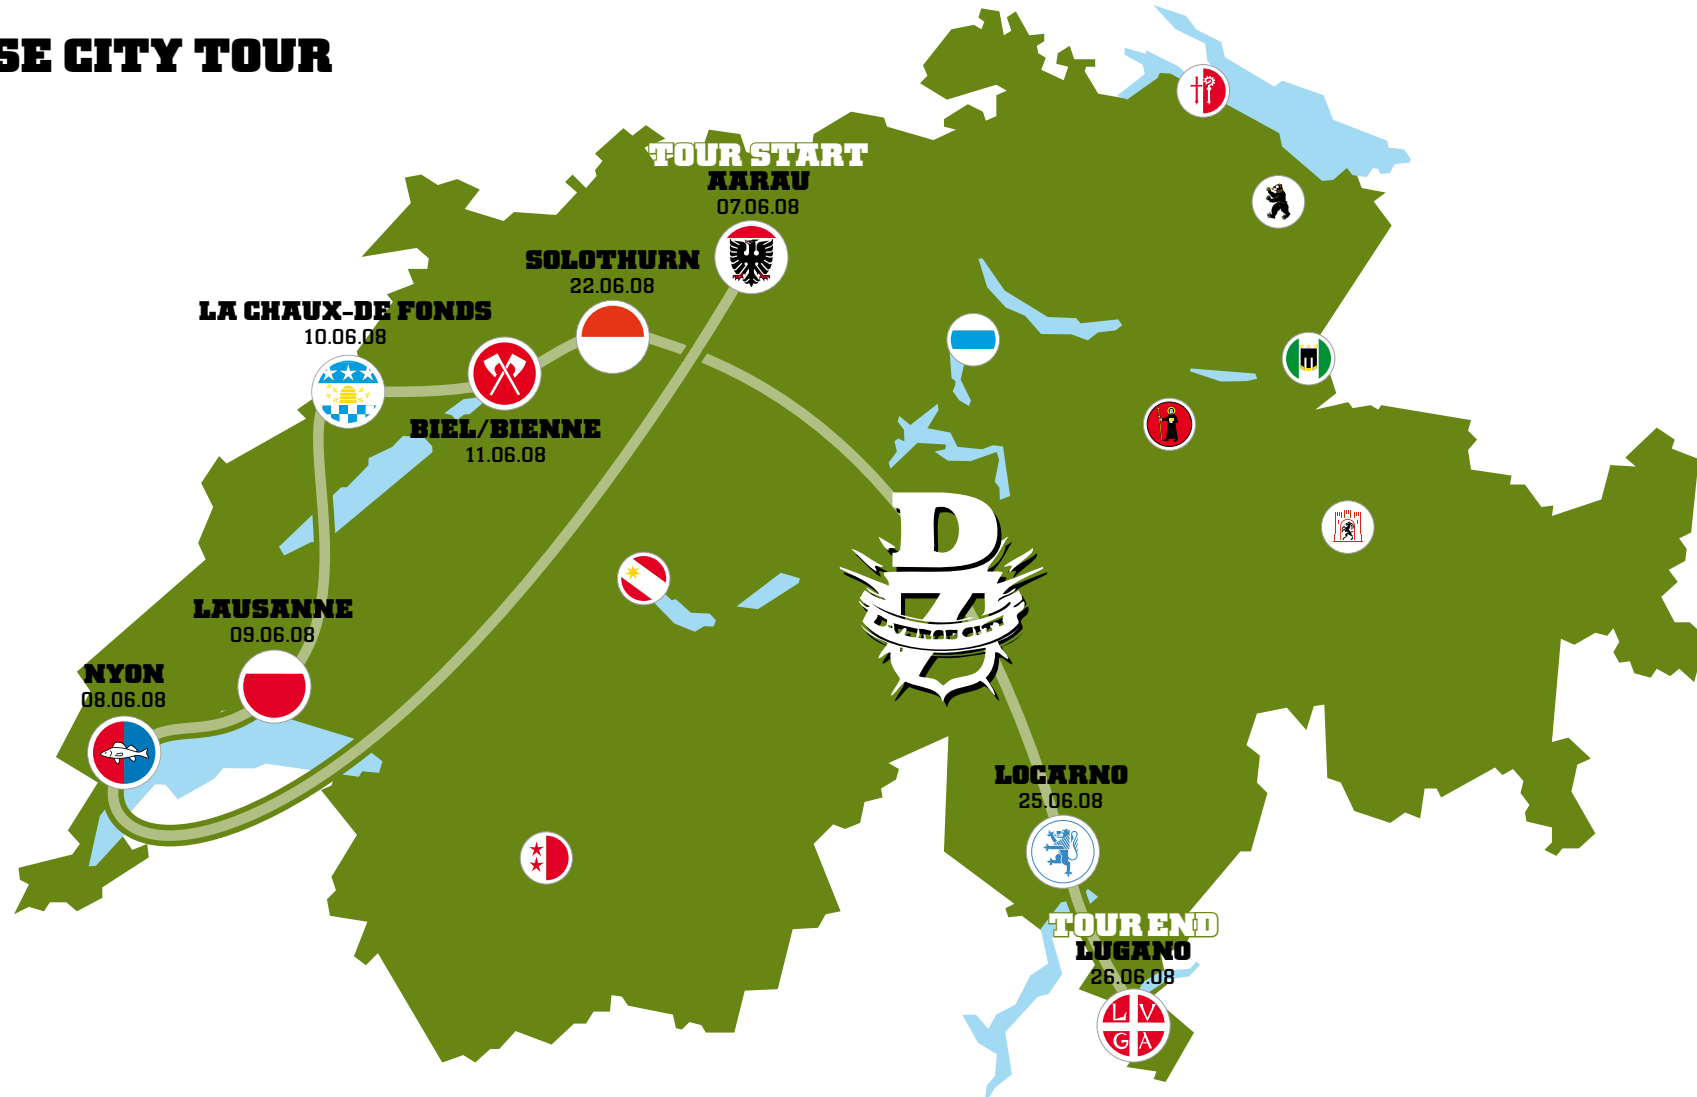 SE CITY TOUR
TOUR START
AARAU
07.06.08
SOLOTHURN
22.06.08
LA CHAUX-DE FONDS
10.06.08
BIEL/BIENNE
11.06.08
D
DIVERSE CITY
LAUSANNE
09.06.08
NYON
08.06.08
LOCARNO
25.06.08
TOUR END
LUGANO
26.06.08
L V
G A